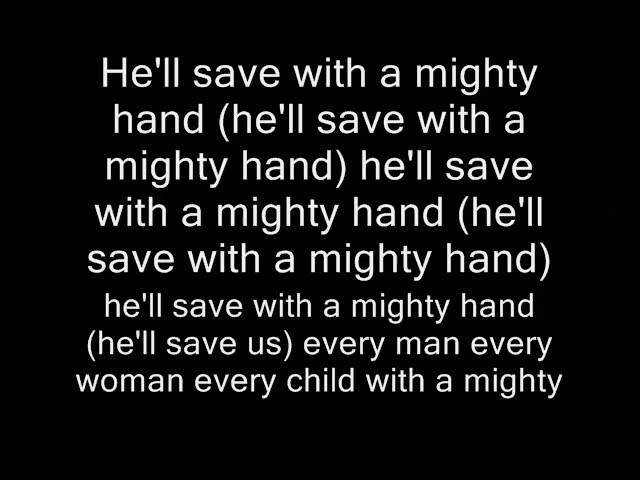 He'll save with a mighty
hand (he'll save with a
mighty hand) he'll save
with a mighty hand (he'll
save with a mighty hand)
he'll save with a mighty hand
(he'll save us) every man every
woman every child with a mighty